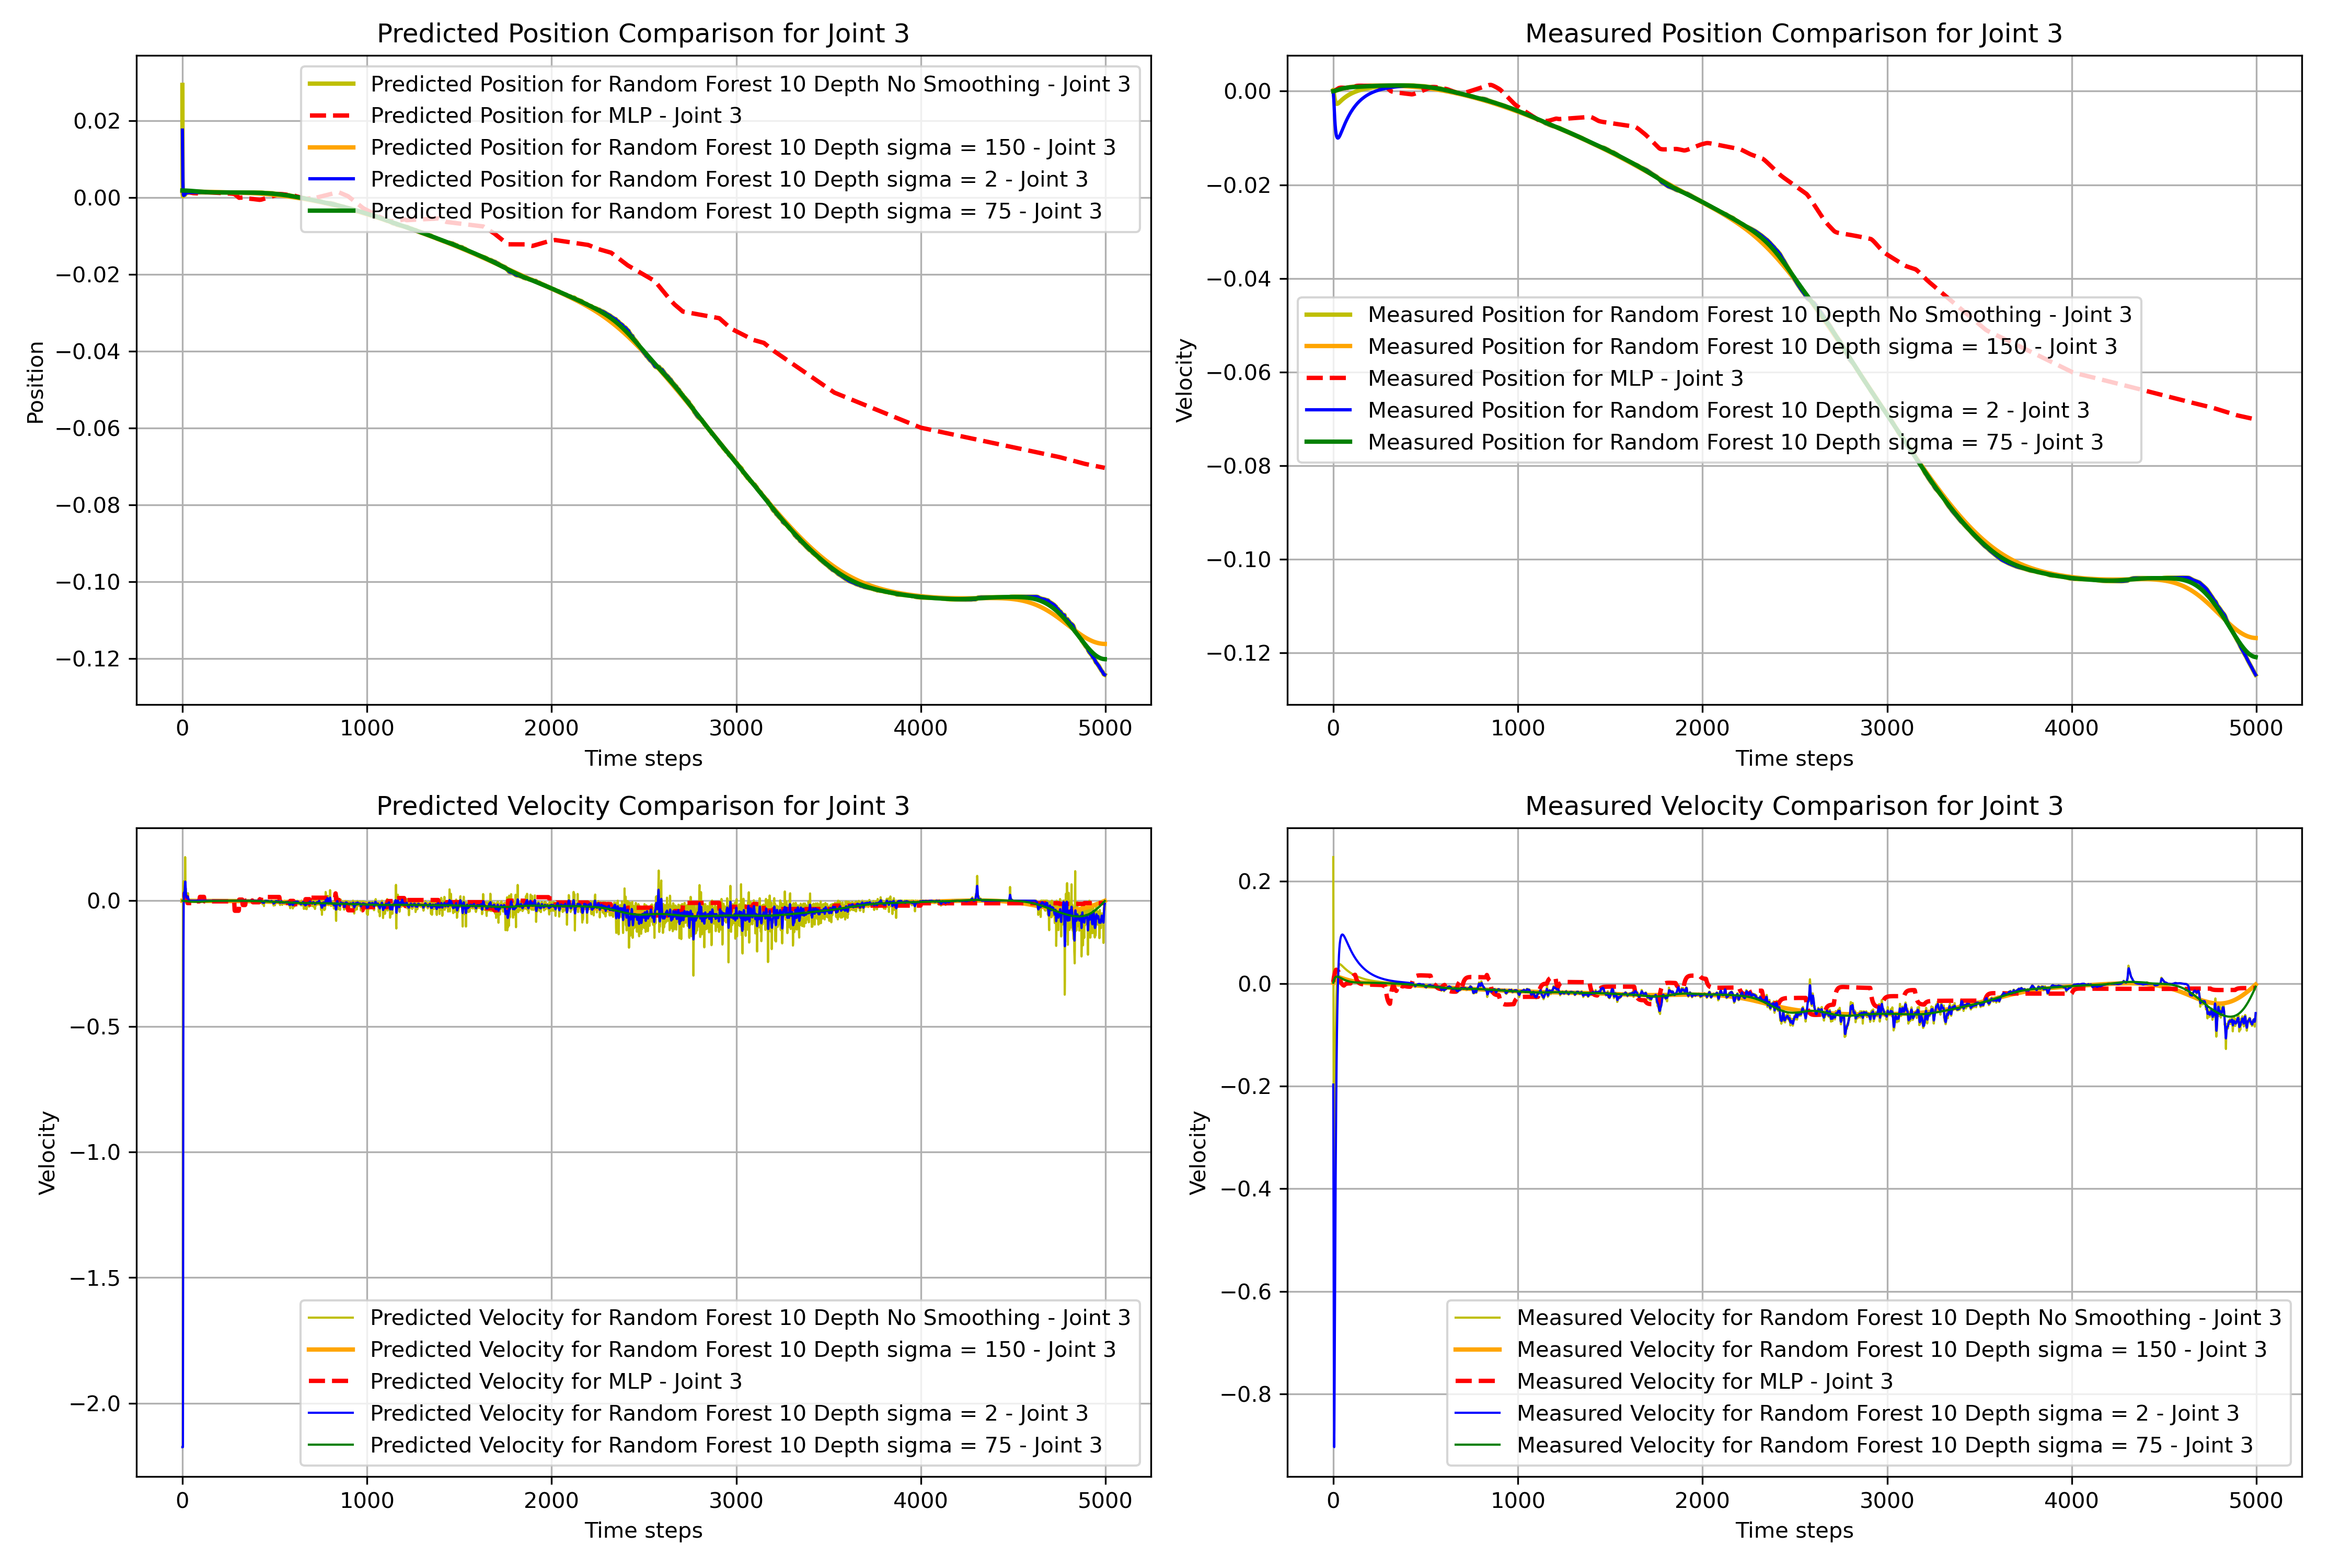 Predicted Position Comparison for Joint 3
Position
0.02
0.00
−0.02
−0.04
−0.06
−0.08
−0.10
−0.12
Predicted Position for Random Forest 10 Depth No Smoothing - Joint 3
Predicted Position for MLP - Joint 3
Predicted Position for Random Forest 10 Depth sigma = 150 - Joint 3
Predicted Position for Random Forest 10 Depth sigma = 2 - Joint 3
Predicted Position for Random Forest 10 Depth sigma = 75 - Joint 3
0 1000 2000 3000 4000 5000
Time steps
Measured Position Comparison for Joint 3
Velocity
0.00
−0.02
−0.04
−0.06
−0.08
−0.10
−0.12
Measured Position for Random Forest 10 Depth No Smoothing - Joint 3
Measured Position for Random Forest 10 Depth sigma = 150 - Joint 3
Measured Position for MLP - Joint 3
Measured Position for Random Forest 10 Depth sigma = 2 - Joint 3
Measured Position for Random Forest 10 Depth sigma = 75 - Joint 3
0 1000 2000 3000 4000 5000
Time steps
Predicted Velocity Comparison for Joint 3
Velocity
0.0
−0.5
−1.0
−1.5
−2.0
Predicted Velocity for Random Forest 10 Depth No Smoothing - Joint 3
Predicted Velocity for Random Forest 10 Depth sigma = 150 - Joint 3
Predicted Velocity for MLP - Joint 3
Predicted Velocity for Random Forest 10 Depth sigma = 2 - Joint 3
Predicted Velocity for Random Forest 10 Depth sigma = 75 - Joint 3
0 1000 2000 3000 4000 5000
Time steps
Measured Velocity Comparison for Joint 3
Velocity
0.2
0.0
−0.2
−0.4
−0.6
−0.8
Measured Velocity for Random Forest 10 Depth No Smoothing - Joint 3
Measured Velocity for Random Forest 10 Depth sigma = 150 - Joint 3
Measured Velocity for MLP - Joint 3
Measured Velocity for Random Forest 10 Depth sigma = 2 - Joint 3
Measured Velocity for Random Forest 10 Depth sigma = 75 - Joint 3
0 1000 2000 3000 4000 5000
Time steps